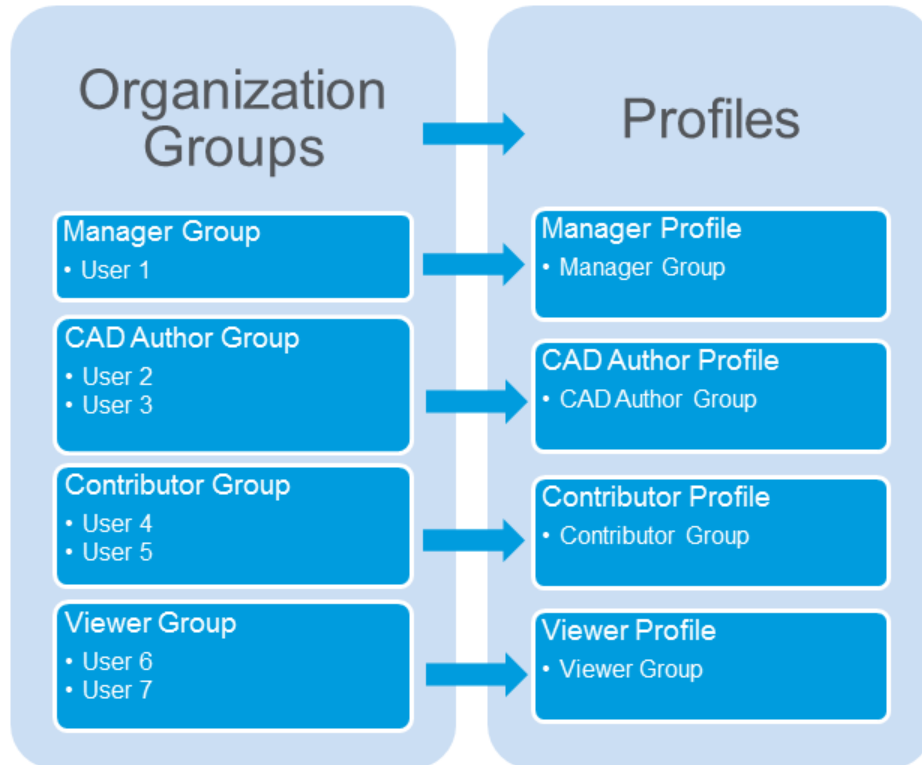 Organization
Groups
Manager Group
• User 1
CAD Author Group
• User 2
• User 3
Contributor Group
• User 4
• User 5
Viewer Group
• User 6
• User 7
Profiles
Manager Profile
• Manager Group
CAD Author Profile
• CAD Author Group
Contributor Profile
• Contributor Group
Viewer Profile
• Viewer Group